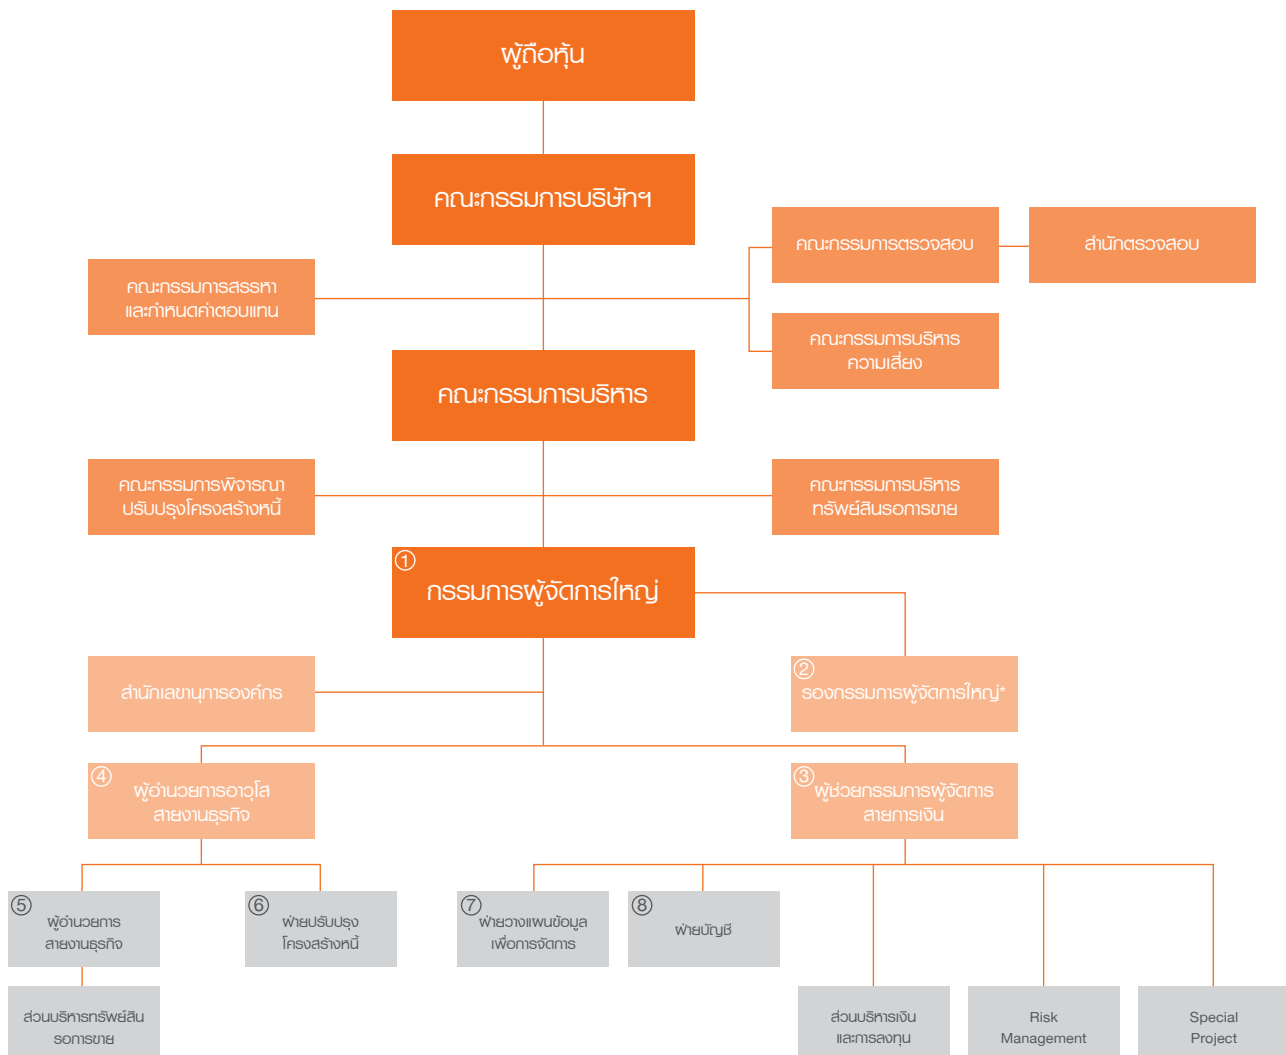 ผู้ถือหุ้น
คณะกรรมการบริษัทฯ
คณะกรรมการตรวจสอบ
สำนักตรวจสอบ
คณะกรรมการสรรหา
และกำหนดค่าตอบแทน
คณะกรรมการบริหาร
ความเสี่ยง
คณะกรรมการบริหาร
คณะกรรมการพิจารณา
ปรับปรุงโครงสร้างหนี้
คณะกรรมการบริหาร
ทรัพย์สินรอการขาย
①
กรรมการผู้จัดการใหญ่
สำนักเลขานุการองค์กร
②
รองกรรมการผู้จัดการใหญ่*
④
ผู้อำนวยการอาวุโส
สายงานธุรกิจ
③
ผู้ช่วยกรรมการผู้จัดการ
สายการเงิน
⑤
ผู้อำนวยการ
สายงานธุรกิจ
⑥
ฝ่ายปรับปรุง
โครงสร้างหนี้
⑦
ฝ่ายวางแผนข้อมูล
เพื่อการจัดการ
⑧
ฝ่ายบัญชี
ส่วนบริหารทรัพย์สิน
รอการขาย
ส่วนบริหารเงิน
และการลงทุน
Risk
Management
Special
Project